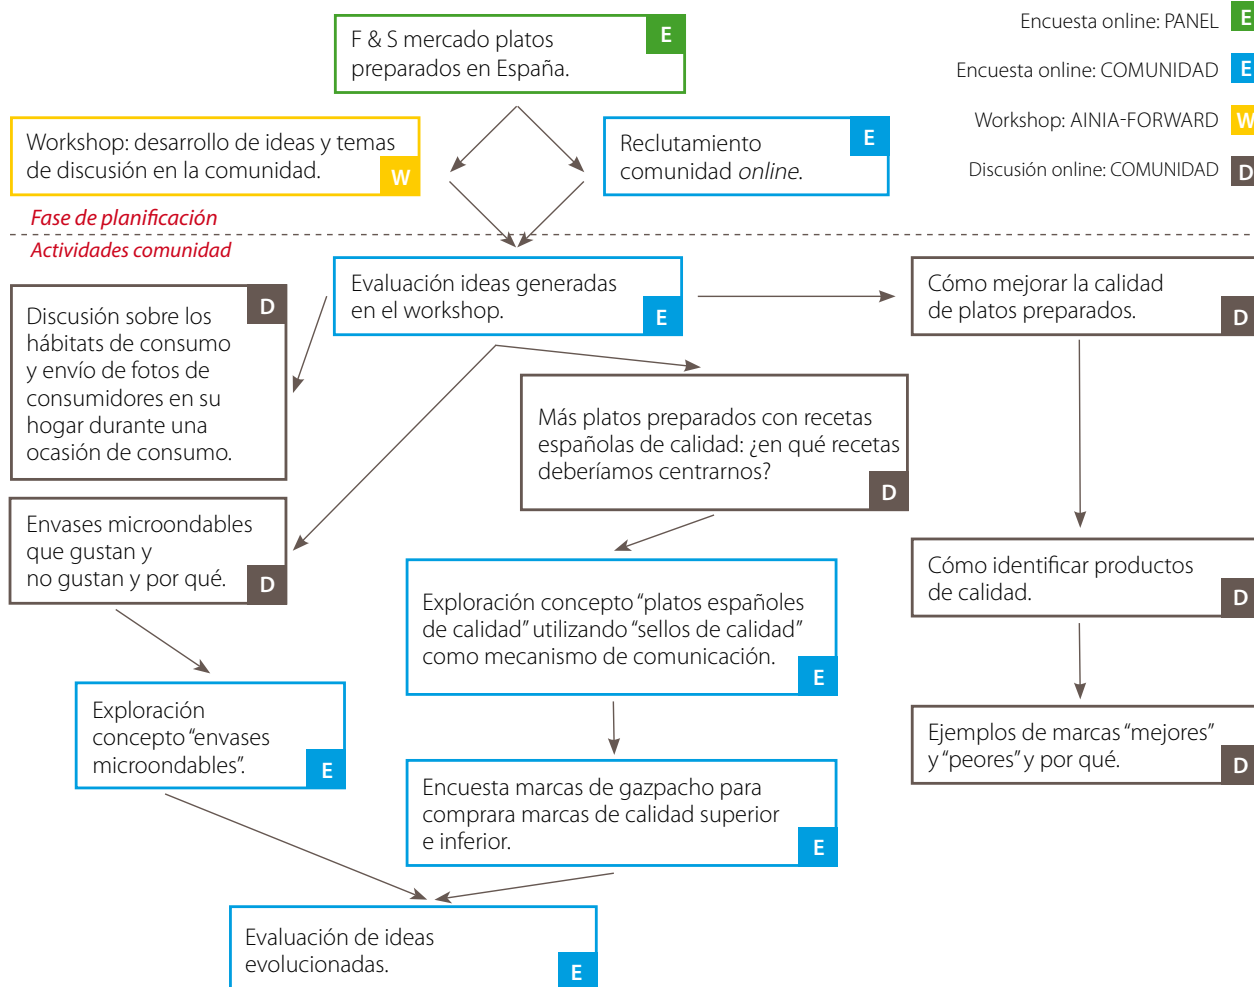 F & S mercado platos
preparados en España.
E
Encuesta online: PANEL E
Encuesta online: COMUNIDAD E
Workshop: AINIA-FORWARD W
Discusión online: COMUNIDAD D
Workshop: desarrollo de ideas y temas
de discusión en la comunidad.
W
Reclutamiento
comunidad online.
E
Fase de planificación
Actividades comunidad
Discusión sobre los
hábitats de consumo
y envío de fotos de
consumidores en su
hogar durante una
ocasión de consumo.
D
Evaluación ideas generadas
en el workshop.
E
Cómo mejorar la calidad
de platos preparados.
D
Más platos preparados con recetas
españolas de calidad: ¿en qué recetas
deberíamos centrarnos?
D
Envases microondables
que gustan y
no gustan y por qué.
D
Exploración concepto “platos españoles
de calidad” utilizando “sellos de calidad”
como mecanismo de comunicación.
E
Cómo identificar productos
de calidad.
D
Exploración
concepto “envases
microondables”.
E
Encuesta marcas de gazpacho para
comprara marcas de calidad superior
e inferior.
E
Ejemplos de marcas “mejores”
y “peores” y por qué.
D
Evaluación de ideas
evolucionadas.
E